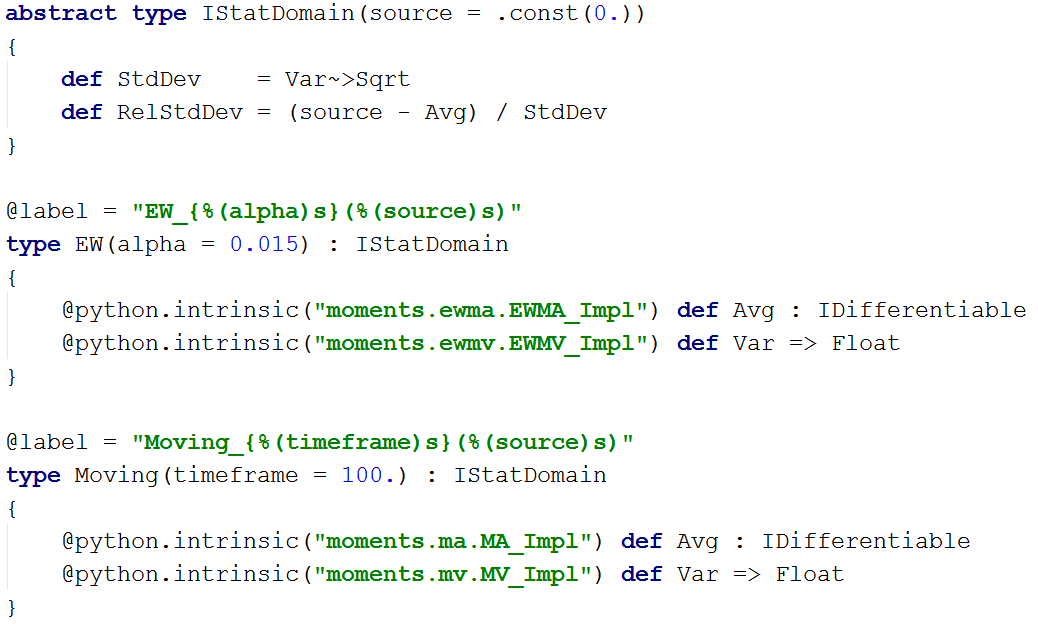 abstract type IStatDomain(source = .const(0.))
{
    def StdDev    = Var~>Sqrt
    def RelStdDev = (source - Avg) / StdDev
}

@label = "EW_{%(alpha)s}(%(source)s)"
type EW(alpha = 0.015) : IStatDomain
{
    @python.intrinsic("moments.ewma.EWMA_Impl") def Avg : IDifferentiable
    @python.intrinsic("moments.ewmv.EWMV_Impl") def Var => Float
}

@label = "Moving_{%(timeframe)s}(%(source)s)"
type Moving(timeframe = 100.) : IStatDomain
{
    @python.intrinsic("moments.ma.MA_Impl") def Avg : IDifferentiable
    @python.intrinsic("moments.mv.MV_Impl") def Var => Float
}